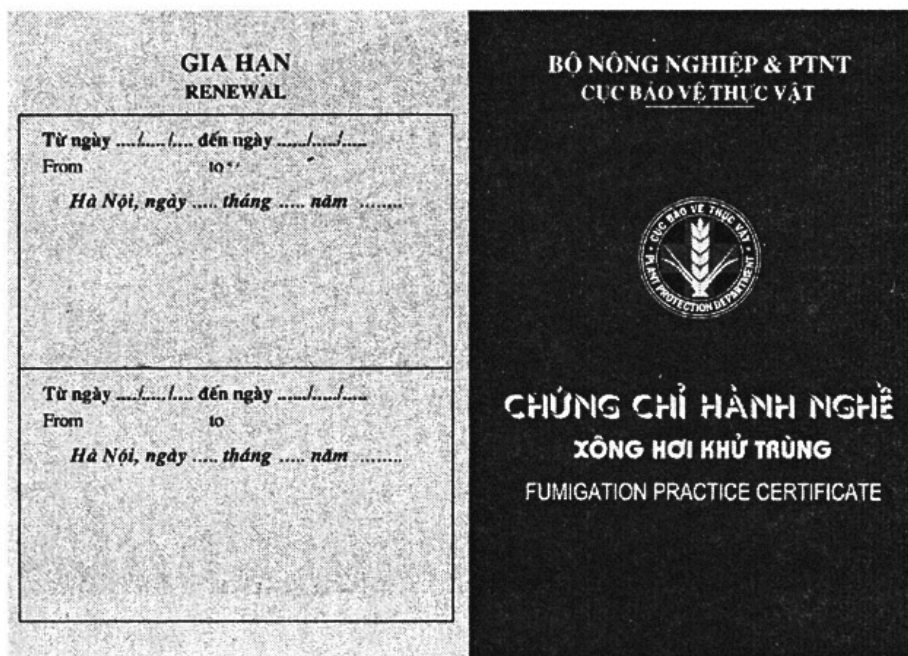 GIA HẠN
RENEWAL
Từ ngày ..../...../.... đến ngày ....../...../.....
From to
Hà Nội, ngày ..... tháng ..... năm ........
Từ ngày ..../...../.... đến ngày ....../...../.....
From to
Hà Nội, ngày ..... tháng ..... năm ........
BỘ NÔNG NGHIỆP & PTNT
CỤC BẢO VỆ THỰC VẬT
CỤC BẢO VỆ THỰC VẬT
PLANT PROTECTION DEPARTMENT
CHỨNG CHỈ HÀNH NGHỀ
XÔNG HƠI KHỬ TRÙNG
FUMIGATION PRACTICE CERTIFICATE